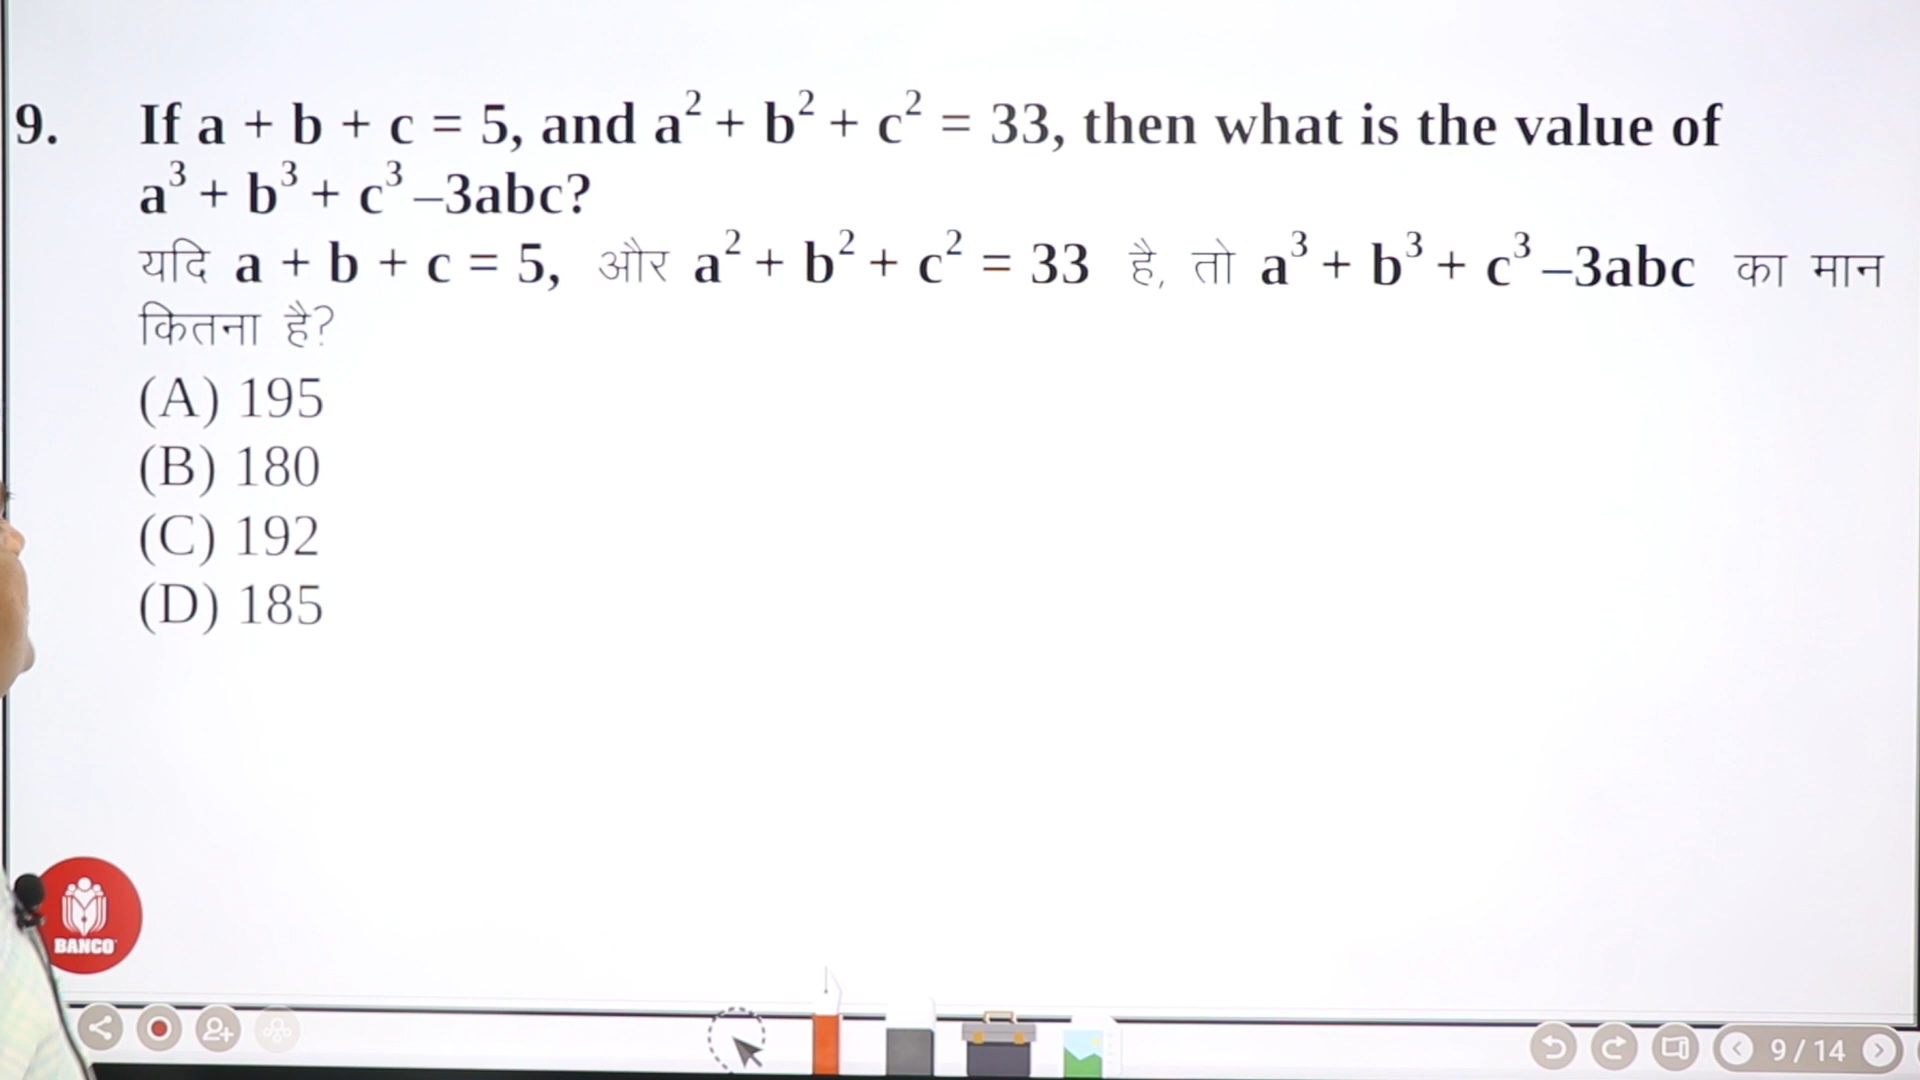 9. If a + b + c = 5, and a² + b² + c² = 33, then what is the value of
a³ + b³ + c³ –3abc?
यदि a + b + c = 5, और a² + b² + c² = 33 है, तो a³ + b³ + c³ –3abc का मान
कितना है?
(A) 195
(B) 180
(C) 192
(D) 185
BANCO
9 / 14